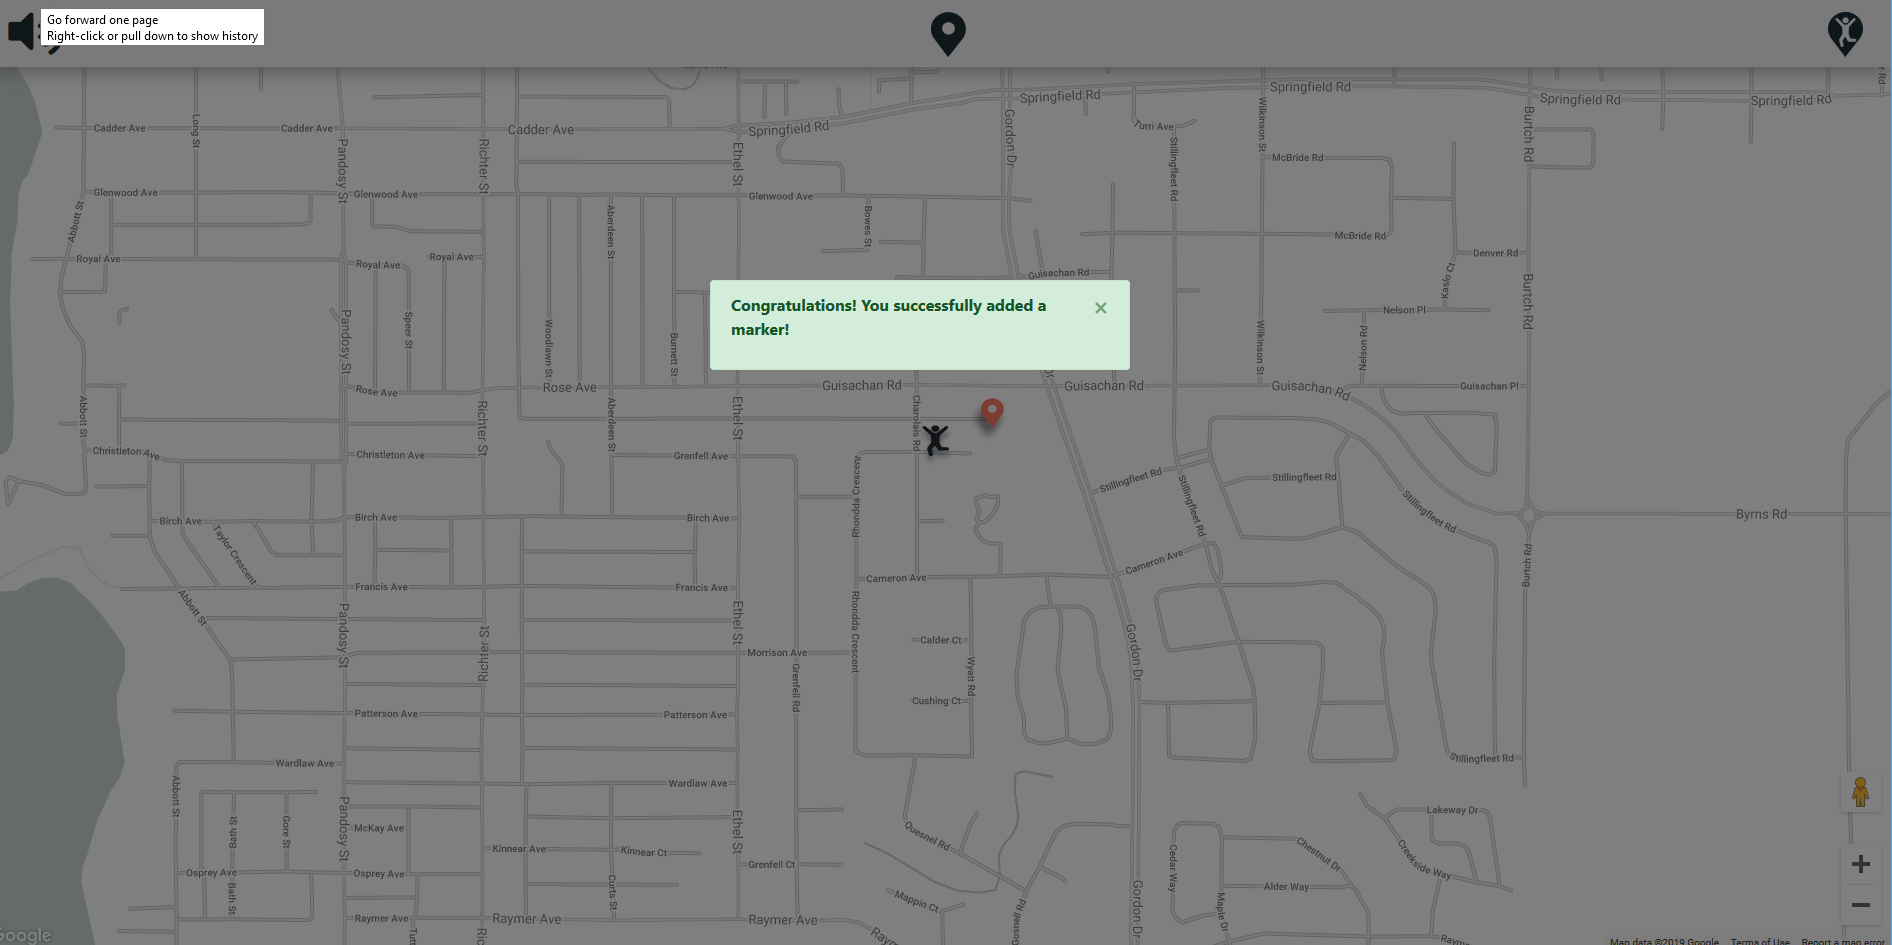 Go forward one page
Right-click or pull down to show history
Springfield Rd
Springfield Rd
Springfield Rd
Springfield Rd
Springfield Rd
Cadder Ave
Cadder Ave
Cadder Ave
Long St
Pandosy St
Richter St
Ethel St
Gordon Dr
Turri Ave
Stillingfleet Rd
Wilkinson St
McBride Rd
Burtch Rd
Glenwood Ave
Glenwood Ave
Glenwood Ave
Abbott St
Aberdeen St
Bowes St
McBride Rd
Denver Rd
Royal Ave
Royal Ave
Royal Ave
Guisachan Rd
Kaslo Ct
Congratulations! You successfully added a
marker!
×
Nelson Pl
Burtch Rd
Pandosy St
Speer St
Woodlawn St
Burnett St
Wilkinson St
Nelson Rd
Rose Ave
Rose Ave
Guisachan Rd
Guisachan Rd
Guisachan Rd
Guisachan Pl
Abbott St
Richter St
Aberdeen St
Ethel St
Charolais Rd
Christleton Ave
Christleton Ave
Grenfell Ave
Rhondda Crescent
Stillingfleet Rd
Stillingfleet Rd
Stillingfleet Rd
Stillingfleet Rd
Birch Ave
Birch Ave
Birch Ave
Byrns Rd
Taylor Crescent
Cameron Ave
Cameron Ave
Burtch Rd
Francis Ave
Francis Ave
Abbott St
Pandosy St
Richter St
Ethel St
Rhondda Crescent
Gordon Dr
Calder Ct
Morrison Ave
Grenfell Rd
Wyatt Rd
Cushing Ct
Patterson Ave
Patterson Ave
Wardlaw Ave
Wardlaw Ave
Stillingfleet Rd
Abbott St
Bath St
Gore St
Pandosy St
McKay Ave
Ethel St
Quesnel Rd
Lakeway Dr
Kinnear Ave
Kinnear Ct
Grenfell Ct
Cedar Way
Chestnut Dr
Creekside Way
Osprey Ave
Osprey Ave
Bath St
Curts St
Mappin Ct
Gosnell Rd
Gordon Dr
Maple Dr
Alder Way
Raymer Ave
Raymer Ave
Raymer Ave
Google
Map data ©2019 Google
Terms of Use
Report a map error